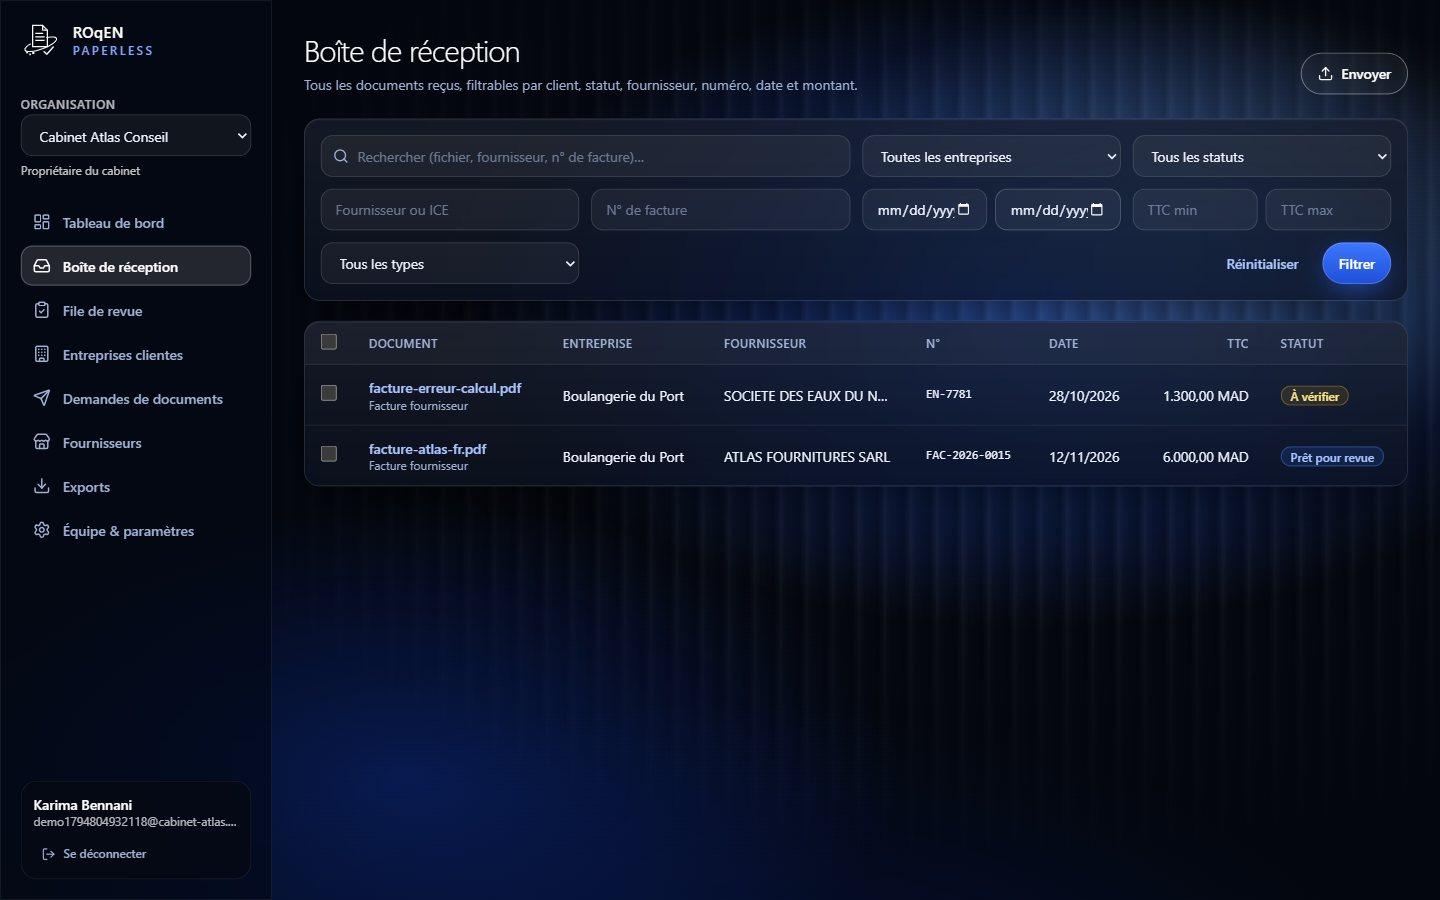 ROqEN
PAPERLESS
ORGANISATION
Cabinet Atlas Conseil
Propriétaire du cabinet
Tableau de bord
Boîte de réception
File de revue
Entreprises clientes
Demandes de documents
Fournisseurs
Exports
Équipe & paramètres
Karima Bennani
demo1794804932118@cabinet-atlas....
Se déconnecter
Boîte de réception
Tous les documents reçus, filtrables par client, statut, fournisseur, numéro, date et montant.
Envoyer
Rechercher (fichier, fournisseur, n° de facture)... Toutes les entreprises Tous les statuts
Fournisseur ou ICE N° de facture mm/dd/yyyy mm/dd/yyyy TTC min TTC max
Tous les types Réinitialiser Filtrer
DOCUMENT ENTREPRISE FOURNISSEUR N° DATE TTC STATUT
facture-erreur-calcul.pdf Boulangerie du Port SOCIETE DES EAUX DU N... EN-7781 28/10/2026 1.300,00 MAD À vérifier
Facture fournisseur
facture-atlas-fr.pdf Boulangerie du Port ATLAS FOURNITURES SARL FAC-2026-0015 12/11/2026 6.000,00 MAD Prêt pour revue
Facture fournisseur